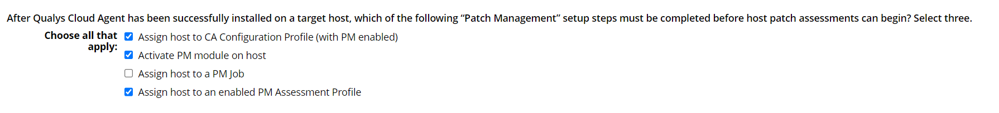 After Qualys Cloud Agent has been successfully installed on a target host, which of the following “Patch Management” setup steps must be completed before host patch assessments can begin? Select three.
Choose all that apply:
Assign host to CA Configuration Profile (with PM enabled)
Activate PM module on host
Assign host to a PM Job
Assign host to an enabled PM Assessment Profile